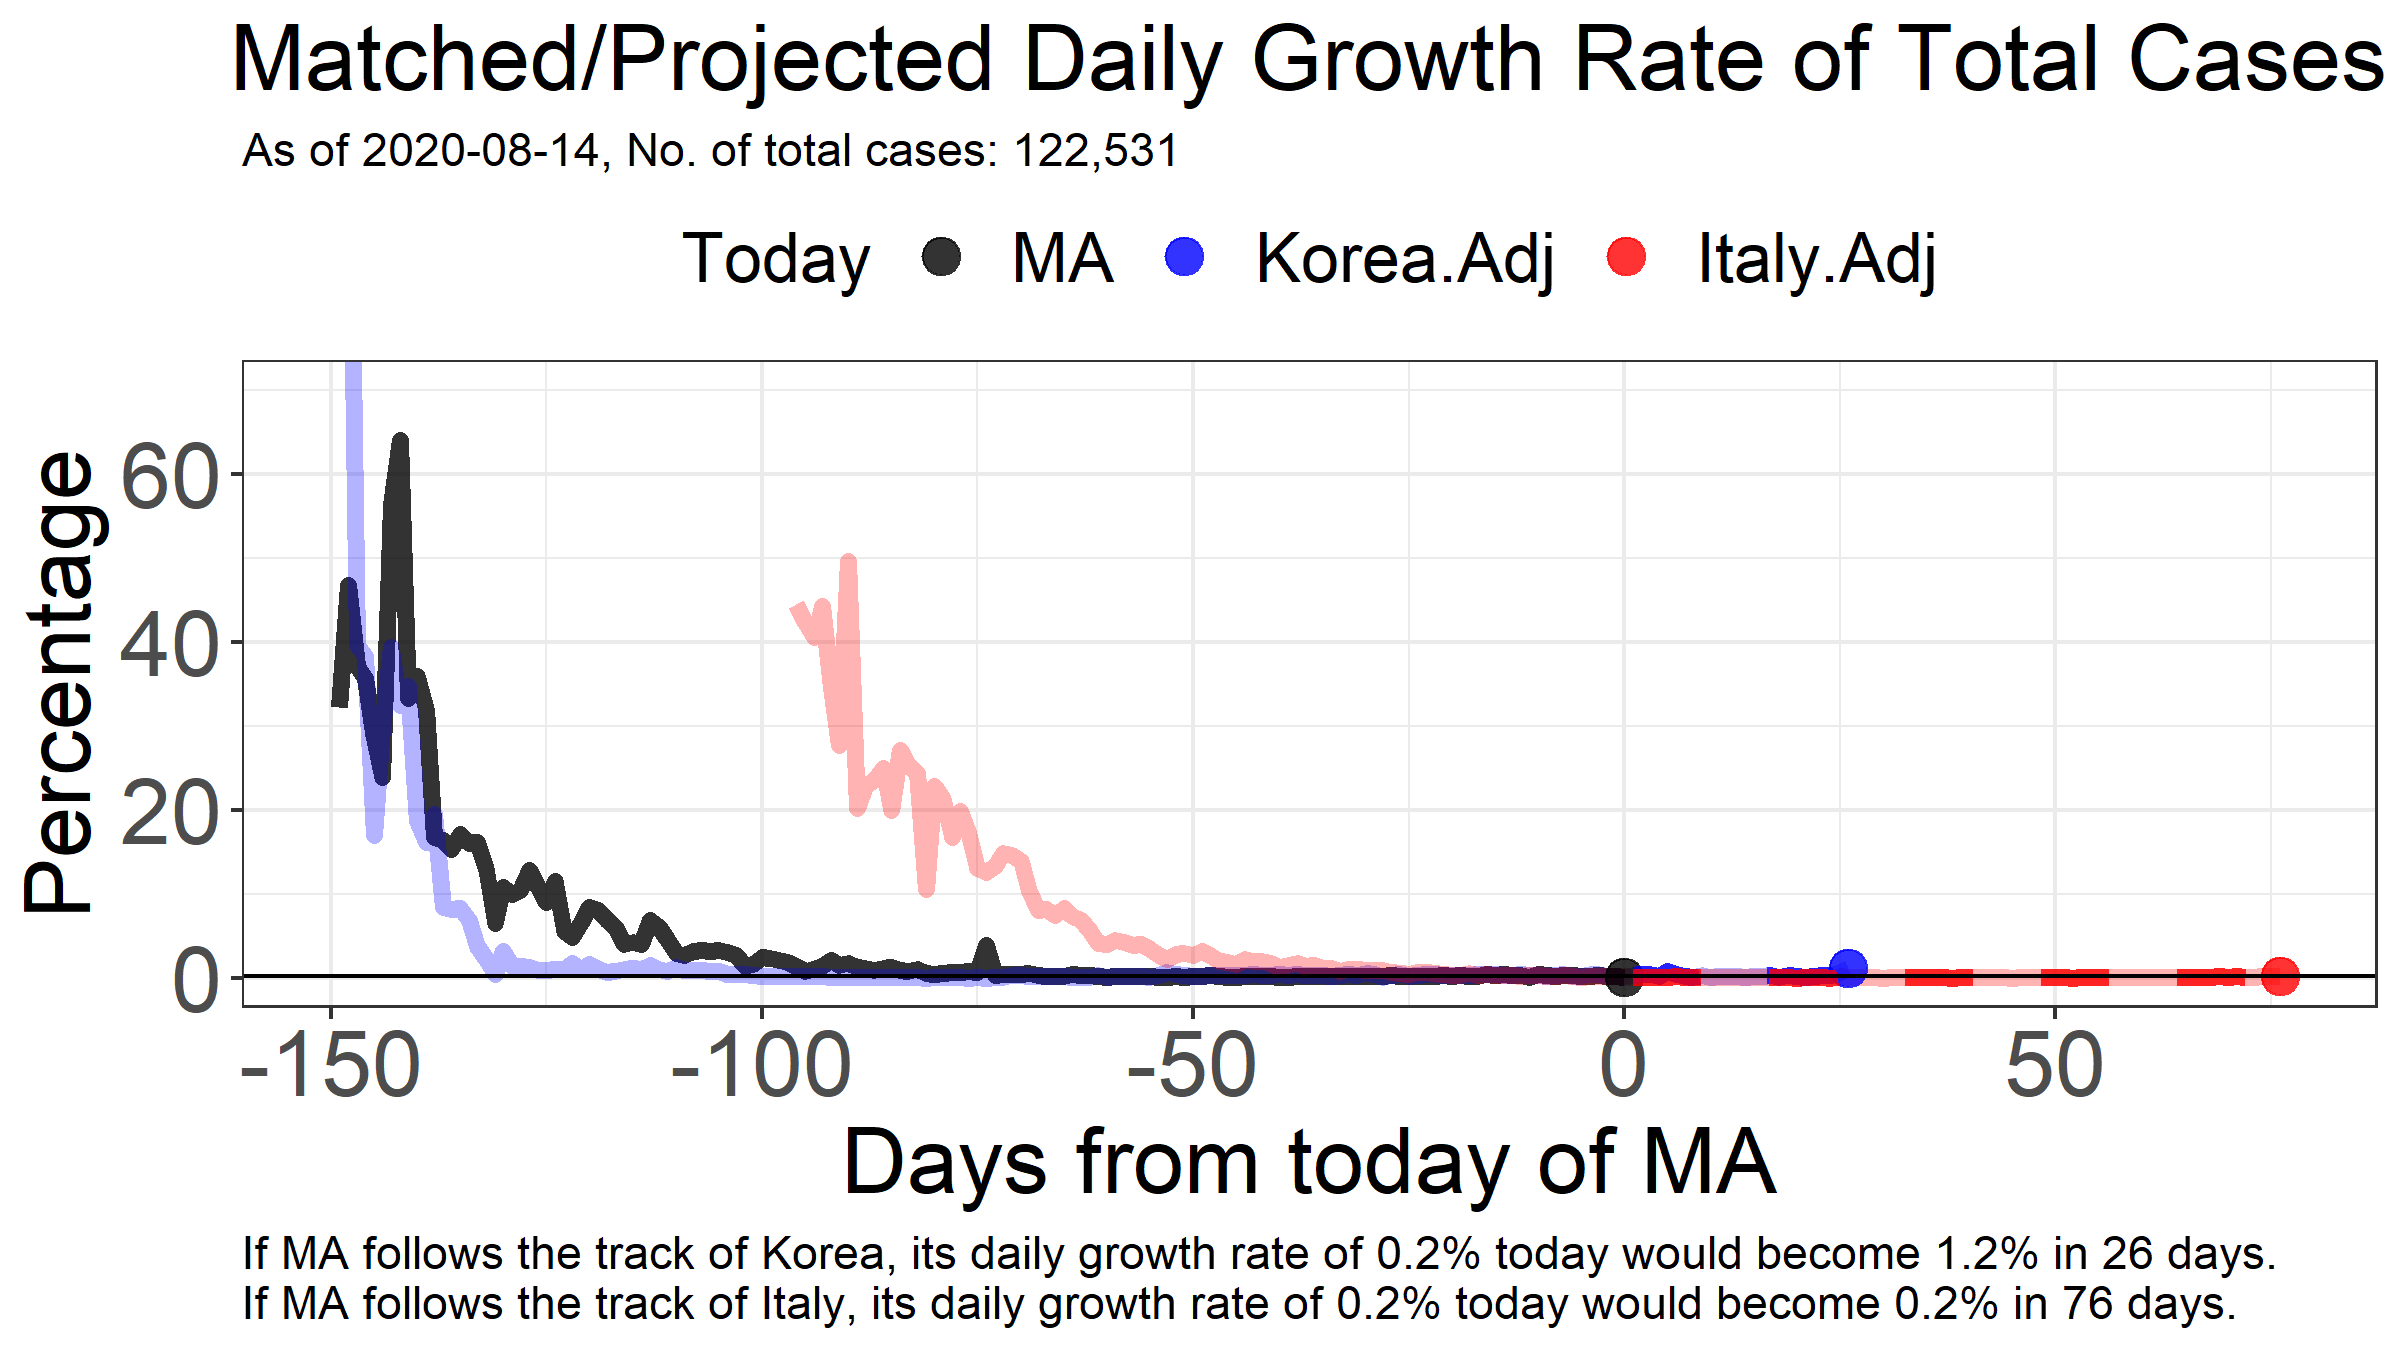 Matched/Projected Daily Growth Rate of Total Cases
As of 2020-08-14, No. of total cases: 122,531
Today MA Korea.Adj Italy.Adj
Percentage
60
40
20
0
-150 -100 -50 0 50
Days from today of MA
If MA follows the track of Korea, its daily growth rate of 0.2% today would become 1.2% in 26 days.
If MA follows the track of Italy, its daily growth rate of 0.2% today would become 0.2% in 76 days.